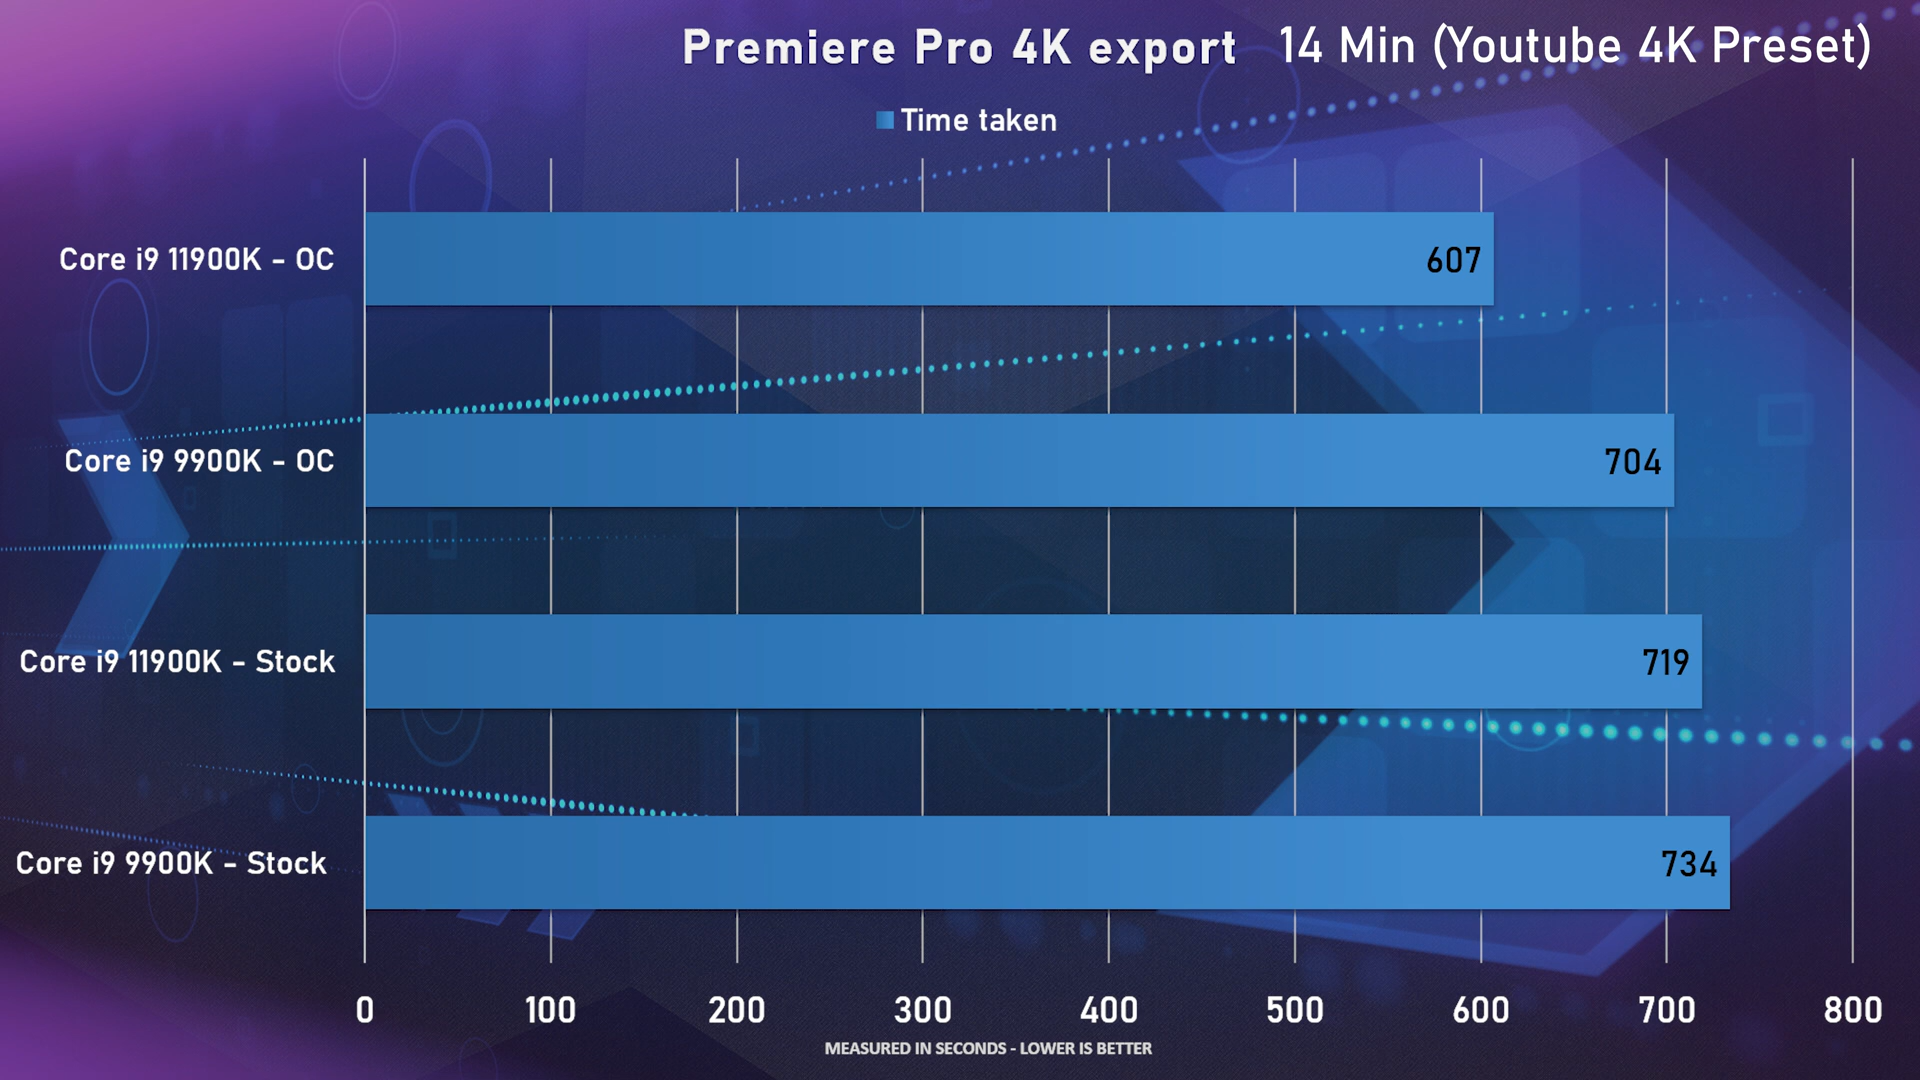 Premiere Pro 4K export 14 Min (Youtube 4K Preset)
Time taken
Core i9 11900K - OC 607
Core i9 9900K - OC 704
Core i9 11900K - Stock 719
Core i9 9900K - Stock 734
0 100 200 300 400 500 600 700 800
MEASURED IN SECONDS - LOWER IS BETTER